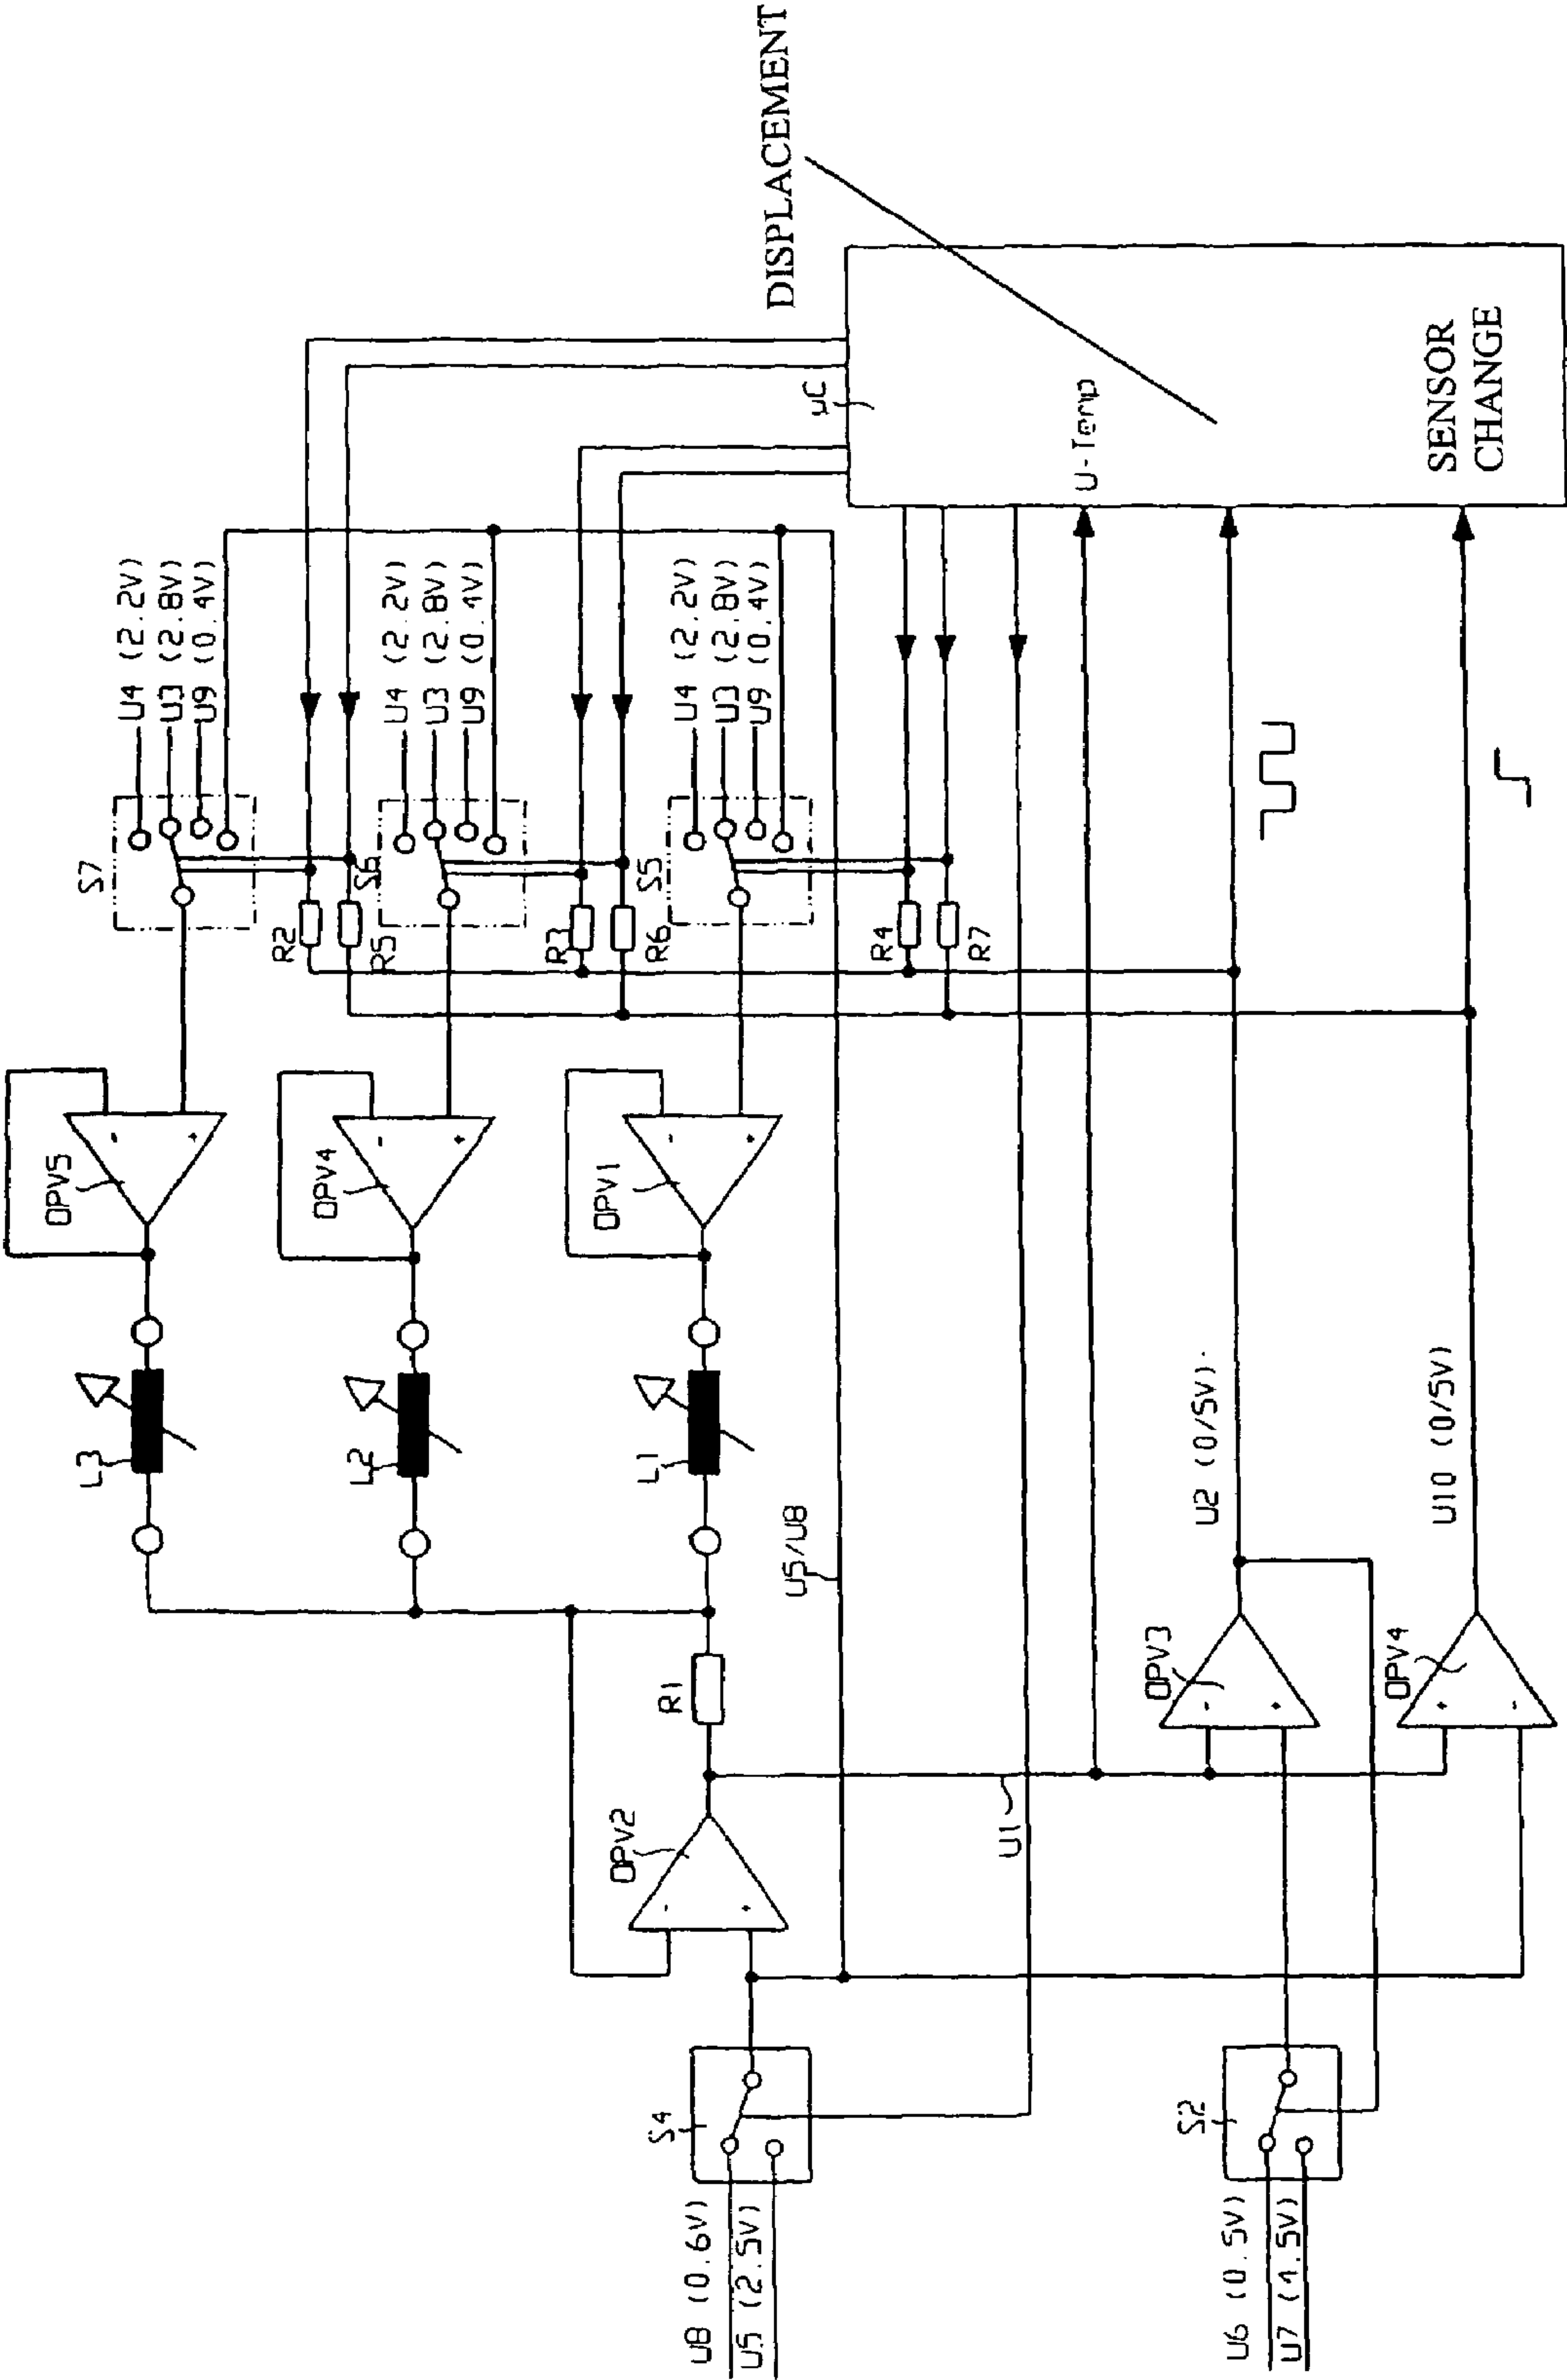 DISPLACEMENT
U4 (2.2V)
U3 (2.8V)
U9 (0.4V)
S7
R2
R5
OPV5
L3
U4 (2.2V)
U3 (2.8V)
U9 (0.4V)
S6
R3
R6
OPV4
L2
U4 (2.2V)
U3 (2.8V)
U9 (0.4V)
S5
R4
R7
OPV1
L1
µC
U-Temp
SENSOR
CHANGE
U5/U8
R1
OPV2
U1
S4
U8 (0.6V)
U5 (2.5V)
U2 (0/5V)
OPV3
U10 (0/5V)
OPV4
S2
U6 (0.5V)
U7 (4.5V)